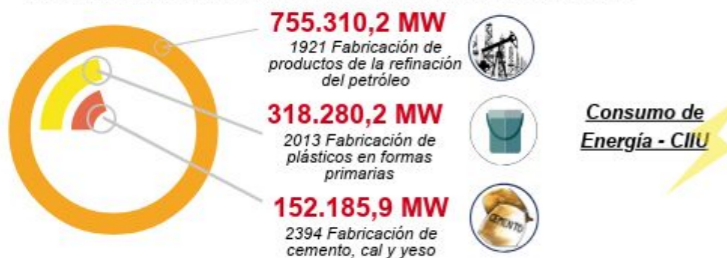 755.310,2 MW
1921 Fabricación de
productos de la refinación
del petróleo
318.280,2 MW
2013 Fabricación de
plásticos en formas
primarias
152.185,9 MW
2394 Fabricación de
cemento, cal y yeso
Consumo de
Energía - CIIU
CEMENTO